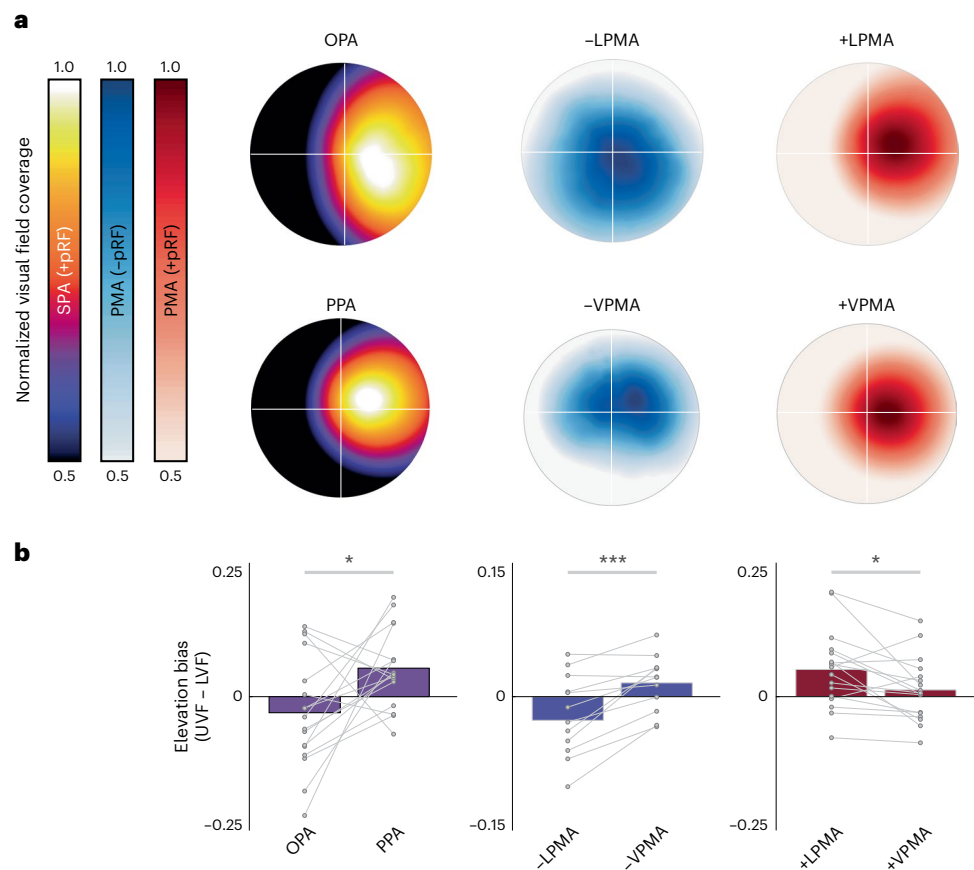 a
OPA
–LPMA
+LPMA
1.0
1.0
1.0
Normalized visual field coverage
SPA (+pRF)
PMA (–pRF)
PMA (+pRF)
PPA
–VPMA
+VPMA
0.5
0.5
0.5
b
*
***
*
0.25
0.15
0.25
Elevation bias
(UVF – LVF)
0
0
0
–0.25
–0.15
–0.25
OPA
PPA
–LPMA
–VPMA
+LPMA
+VPMA